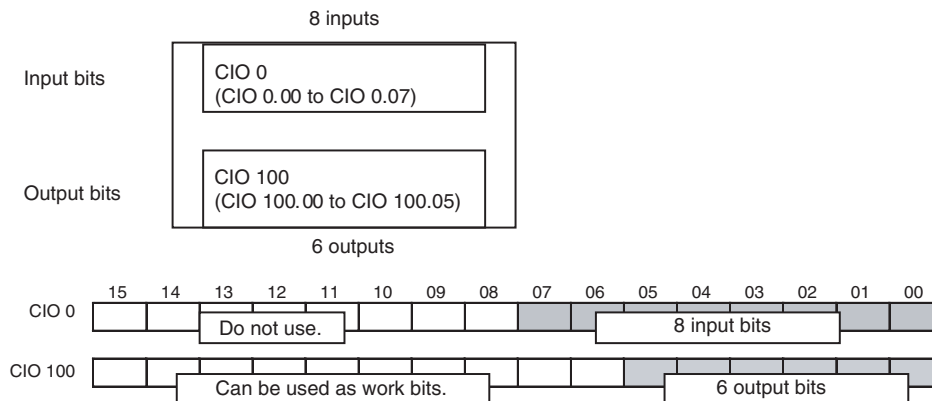 8 inputs
Input bits
CIO 0
(CIO 0.00 to CIO 0.07)
Output bits
CIO 100
(CIO 100.00 to CIO 100.05)
6 outputs
15 14 13 12 11 10 09 08 07 06 05 04 03 02 01 00
CIO 0
Do not use.
8 input bits
CIO 100
Can be used as work bits.
6 output bits